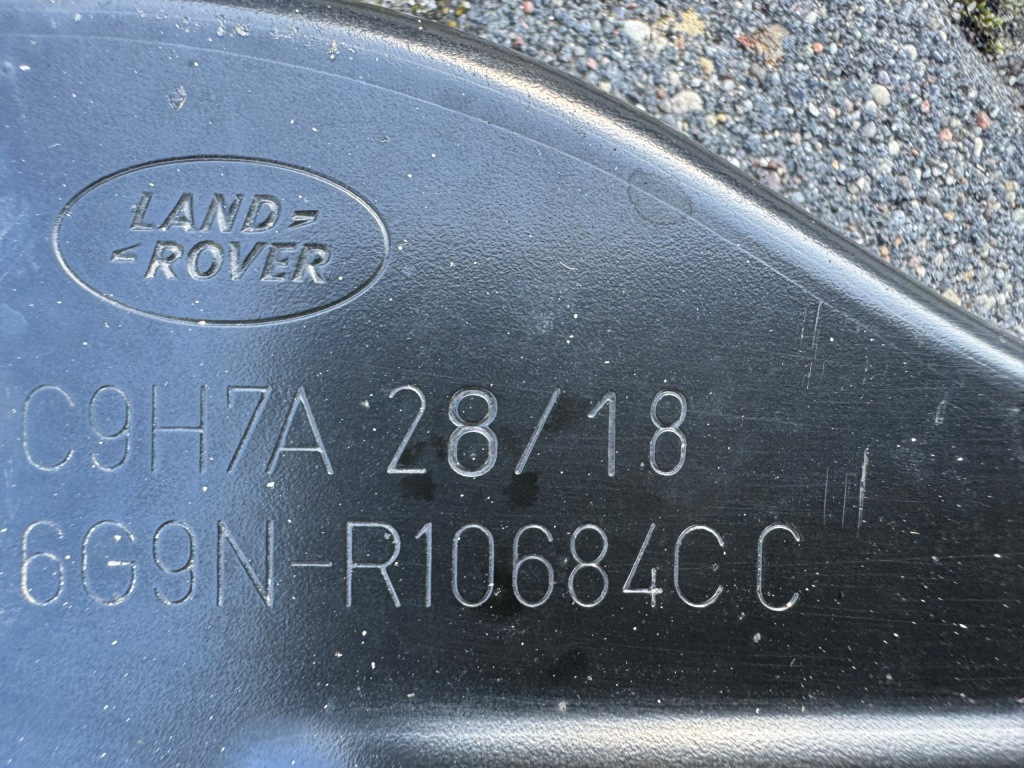 LAND
ROVER
C9H7A 28/18
6G9N-R10684CC